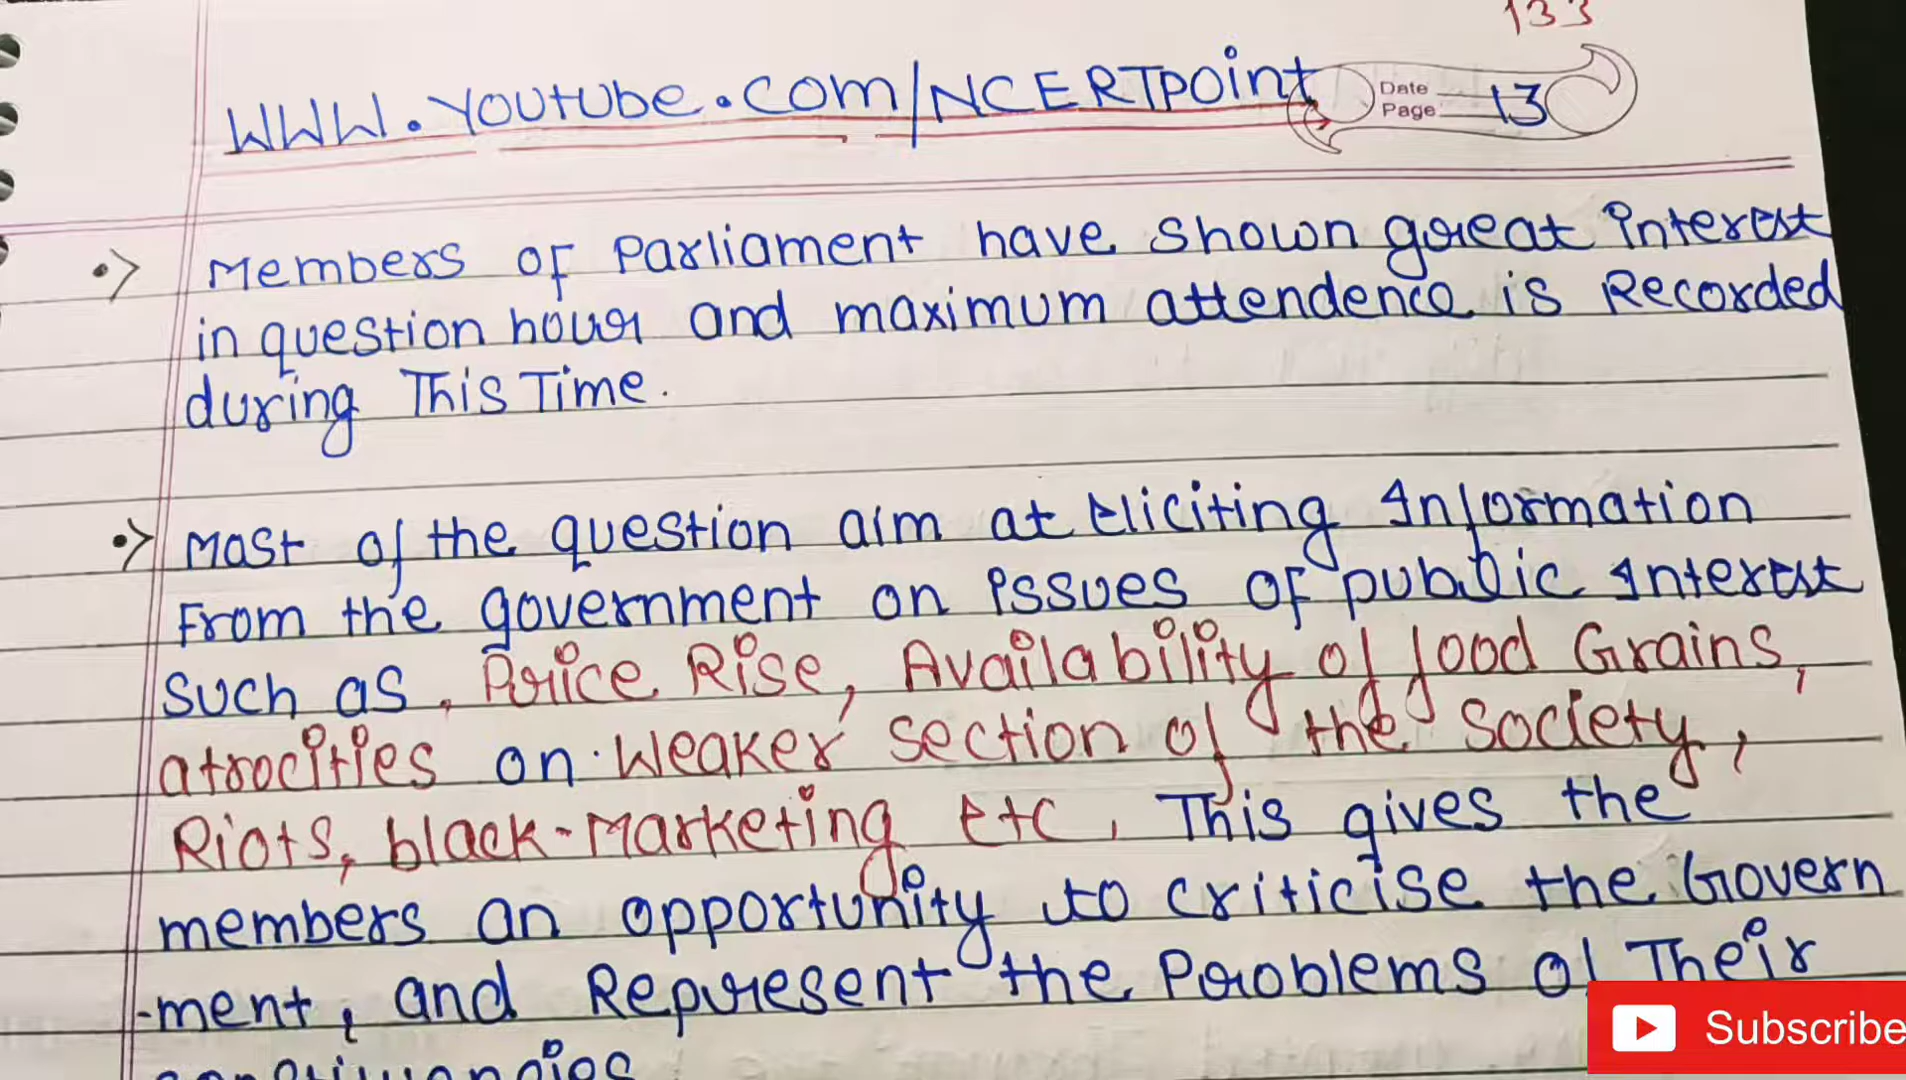 133
www.youtube.com/NCERTpoint
Date
Page 13
Members of Parliament have shown great interest
in question hour and maximum attendence is Recorded
during This Time.
Most of the question aim at eliciting Information
From the government on issues of public Interest
such as, Price Rise, Availability of food Grains,
atrocities on weaker section of the society,
Riots, black-marketing etc, This gives the
members an opportunity to criticise the Govern
-ment, and Represent the Problems of Their
Subscribe